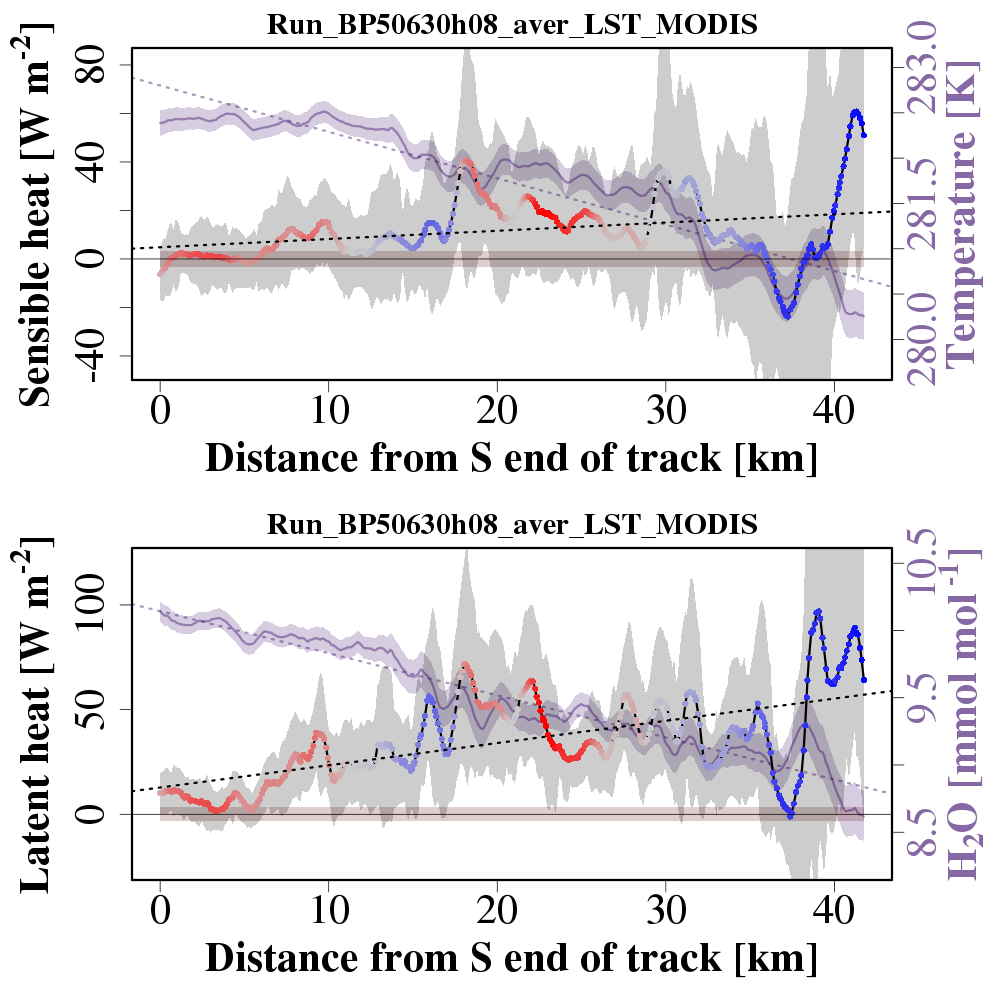 Run_BP50630h08_aver_LST_MODIS
Sensible heat [W m-2]
80
40
0
-40
283.0
281.5
280.0
Temperature [K]
0 10 20 30 40
Distance from S end of track [km]
Run_BP50630h08_aver_LST_MODIS
Latent heat [W m-2]
100
50
0
10.5
9.5
8.5
H2O [mmol mol-1]
0 10 20 30 40
Distance from S end of track [km]